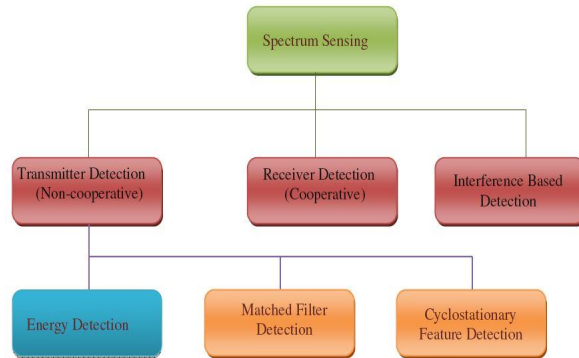 Spectrum Sensing
Transmitter Detection
(Non-cooperative)
Receiver Detection
(Cooperative)
Interference Based
Detection
Energy Detection
Matched Filter
Detection
Cyclostationary
Feature Detection